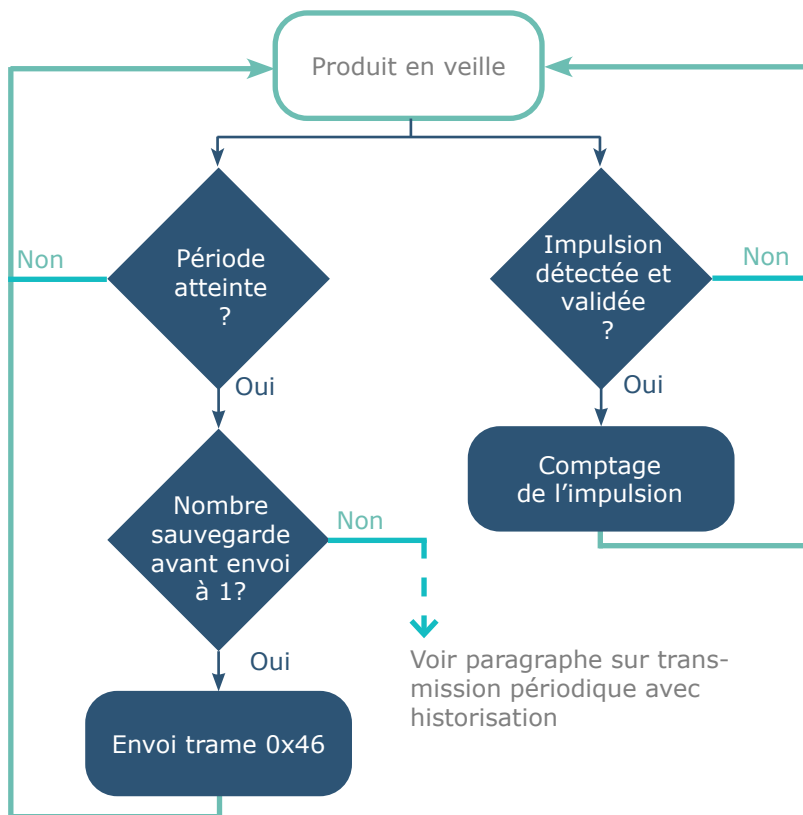 Produit en veille
Non
Période
atteinte
?
Oui
Impulsion
détectée et
validée
?
Non
Oui
Nombre
sauvegarde
avant envoi
à 1?
Non
Comptage
de l’impulsion
Oui
Voir paragraphe sur trans-
mission périodique avec
historisation
Envoi trame 0x46